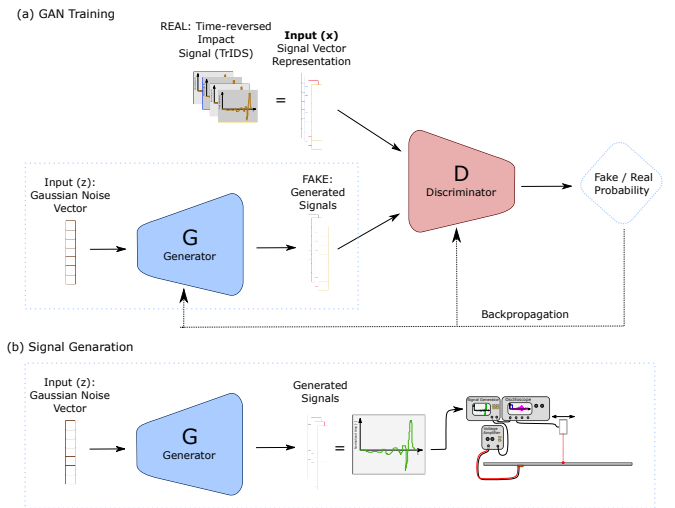 (a) GAN Training
REAL: Time-reversed
Impact
Signal (TrIDS)
Input (x)
Signal Vector
Representation
=
Input (z):
Gaussian Noise
Vector
G
Generator
FAKE:
Generated
Signals
D
Discriminator
Fake / Real
Probability
Backpropagation
(b) Signal Genaration
Input (z):
Gaussian Noise
Vector
G
Generator
Generated
Signals
=
Signal Generator
Oscilloscope
Voltage
Amplifier